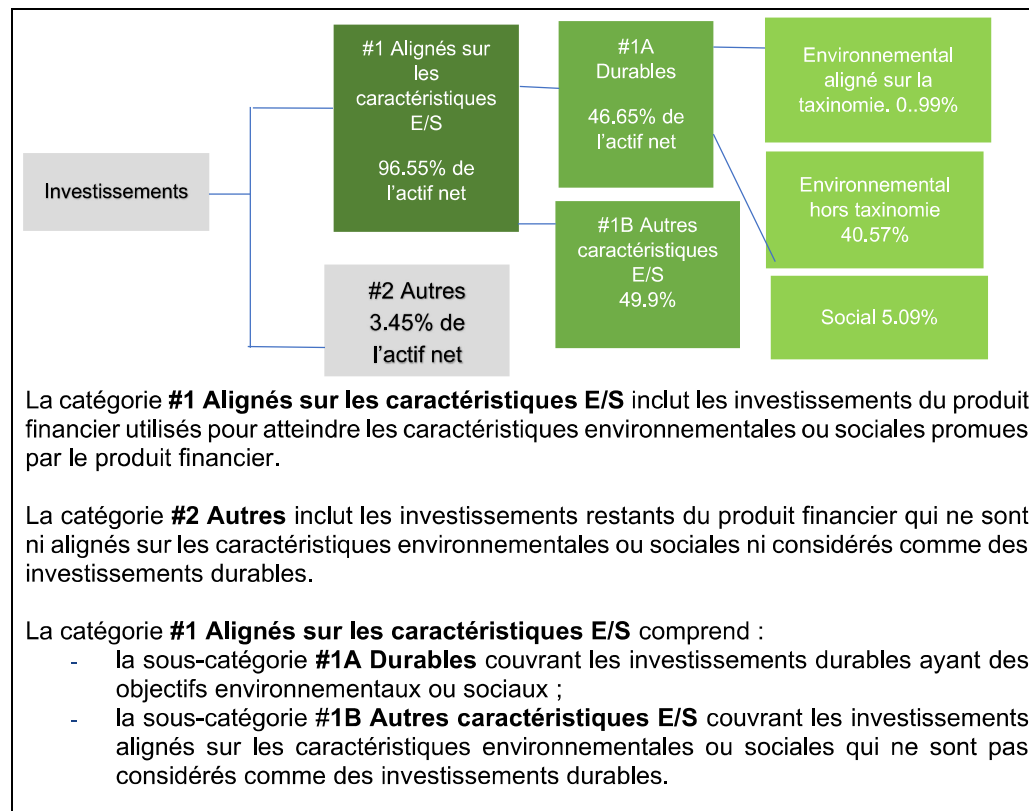 Investissements
#1 Alignés sur
les
caractéristiques
E/S
96.55% de
l'actif net
#2 Autres
3.45% de
l'actif net
#1A
Durables
46.65% de
l'actif net
#1B Autres
caractéristiques
E/S
49.9%
Environnemental
aligné sur la
taxinomie. 0..99%
Environnemental
hors taxinomie
40.57%
Social 5.09%
La catégorie #1 Alignés sur les caractéristiques E/S inclut les investissements du produit
financier utilisés pour atteindre les caractéristiques environnementales ou sociales promues
par le produit financier.
La catégorie #2 Autres inclut les investissements restants du produit financier qui ne sont
ni alignés sur les caractéristiques environnementales ou sociales ni considérés comme des
investissements durables.
La catégorie #1 Alignés sur les caractéristiques E/S comprend :
- la sous-catégorie #1A Durables couvrant les investissements durables ayant des
objectifs environnementaux ou sociaux ;
- la sous-catégorie #1B Autres caractéristiques E/S couvrant les investissements
alignés sur les caractéristiques environnementales ou sociales qui ne sont pas
considérés comme des investissements durables.